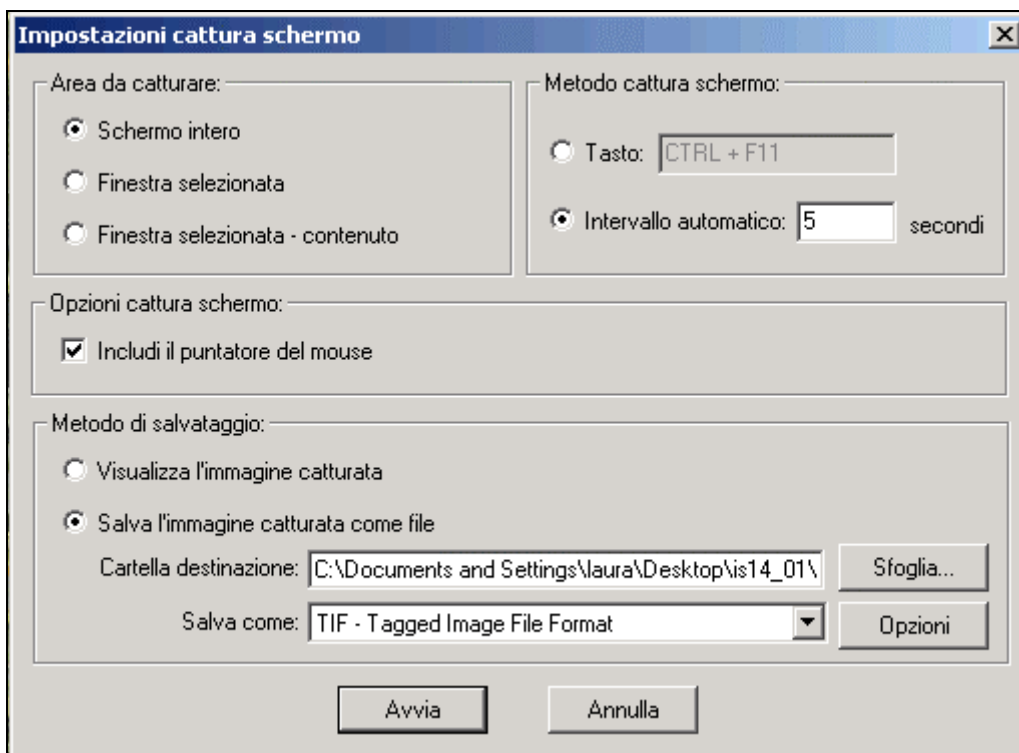 Impostazioni cattura schermo
Area da catturare:
Schermo intero
Finestra selezionata
Finestra selezionata - contenuto
Metodo cattura schermo:
Tasto: CTRL + F11
Intervallo automatico: 5 secondi
Opzioni cattura schermo:
Includi il puntatore del mouse
Metodo di salvataggio:
Visualizza l'immagine catturata
Salva l'immagine catturata come file
Cartella destinazione: C:\Documents and Settings\laura\Desktop\is14_01\ Sfoglia...
Salva come: TIF - Tagged Image File Format Opzioni
Avvia Annulla